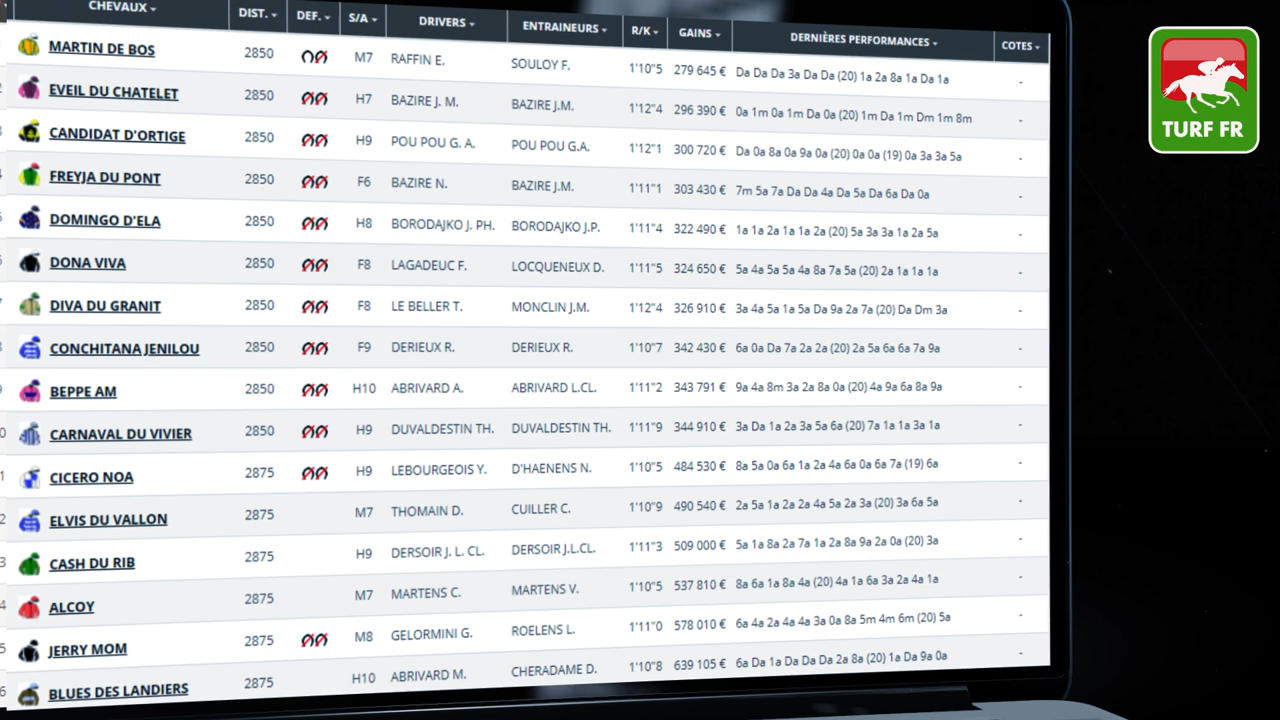 CHEVAUX DIST. DEF. S/A DRIVERS ENTRAINEURS R/K GAINS DERNIÈRES PERFORMANCES COTES
MARTIN DE BOS 2850 M7 RAFFIN E. SOULOY F. 1'10"5 279 645 € Da Da Da 3a Da Da (20) 1a 2a 8a 1a Da 1a -
2 EVEIL DU CHATELET 2850 H7 BAZIRE J. M. BAZIRE J.M. 1'12"4 296 390 € 0a 1m 0a 1m Da 0a (20) 1m Da 1m Dm 1m 8m -
3 CANDIDAT D'ORTIGE 2850 H9 POU POU G. A. POU POU G.A. 1'12"1 300 720 € Da 0a 8a 0a 9a 0a (20) 0a 0a (19) 0a 3a 3a 5a -
4 FREYJA DU PONT 2850 F6 BAZIRE N. BAZIRE J.M. 1'11"1 303 430 € 7m 5a 7a Da Da 4a Da 5a Da 6a Da 0a -
5 DOMINGO D'ELA 2850 H8 BORODAJKO J. PH. BORODAJKO J.P. 1'11"4 322 490 € 1a 1a 2a 1a 1a 2a (20) 5a 3a 3a 1a 2a 5a -
6 DONA VIVA 2850 F8 LAGADEUC F. LOCQUENEUX D. 1'11"5 324 650 € 5a 4a 5a 5a 4a 8a 7a 5a (20) 2a 1a 1a 1a -
7 DIVA DU GRANIT 2850 F8 LE BELLER T. MONCLIN J.M. 1'12"4 326 910 € 3a 4a 5a 1a 5a Da 9a 2a 7a (20) Da Dm 3a -
8 CONCHITANA JENILOU 2850 F9 DERIEUX R. DERIEUX R. 1'10"7 342 430 € 6a 0a Da 7a 2a 2a (20) 2a 5a 6a 6a 7a 9a -
9 BEPPE AM 2850 H10 ABRIVARD A. ABRIVARD L.CL. 1'11"2 343 791 € 9a 4a 8m 3a 2a 8a 0a (20) 4a 9a 6a 8a 9a -
0 CARNAVAL DU VIVIER 2850 H9 DUVALDESTIN TH. DUVALDESTIN TH. 1'11"9 344 910 € 3a Da 1a 2a 3a 5a 6a (20) 7a 1a 1a 3a 1a -
1 CICERO NOA 2875 H9 LEBOURGEOIS Y. D'HAENENS N. 1'10"5 484 530 € 8a 5a 0a 6a 1a 2a 4a 6a 0a 6a 7a (19) 6a -
2 ELVIS DU VALLON 2875 M7 THOMAIN D. CUILLER C. 1'10"9 490 540 € 2a 5a 1a 2a 2a 4a 5a 2a 3a (20) 3a 6a 5a -
3 CASH DU RIB 2875 H9 DERSOIR J. L. CL. DERSOIR J.L.CL. 1'11"3 509 000 € 5a 1a 8a 2a 7a 1a 2a 8a 9a 2a 0a (20) 3a -
4 ALCOY 2875 M7 MARTENS C. MARTENS V. 1'10"5 537 810 € 8a 6a 1a 8a 4a (20) 4a 1a 6a 3a 2a 4a 1a -
5 JERRY MOM 2875 M8 GELORMINI G. ROELENS L. 1'11"0 578 010 € 6a 4a 2a 4a 4a 3a 0a 8a 5m 4m 6m (20) 5a -
6 BLUES DES LANDIERS 2875 H10 ABRIVARD M. CHERADAME D. 1'10"8 639 105 € 6a Da 1a Da Da Da 2a 8a (20) 1a Da 9a 0a -
TURF FR